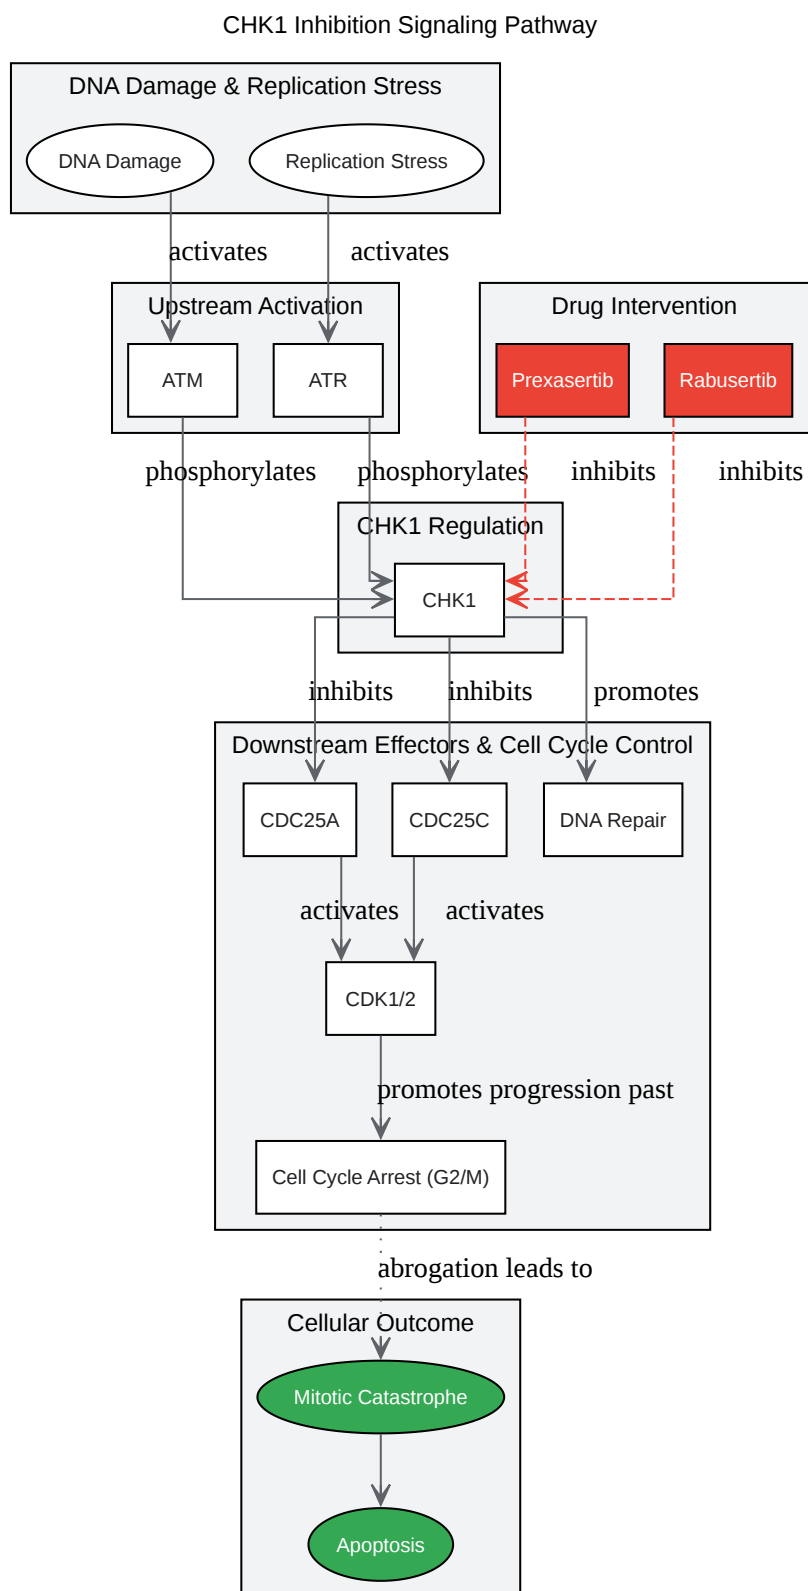 CHK1 Inhibition Signaling Pathway
DNA Damage & Replication Stress
DNA Damage
Replication Stress
activates
activates
Upstream Activation
Drug Intervention
ATM
ATR
Prexasertib
Rabusertib
phosphorylates
phosphorylates
inhibits
inhibits
CHK1 Regulation
CHK1
inhibits
inhibits
promotes
Downstream Effectors & Cell Cycle Control
CDC25A
CDC25C
DNA Repair
activates
activates
CDK1/2
promotes progression past
Cell Cycle Arrest (G2/M)
abrogation leads to
Cellular Outcome
Mitotic Catastrophe
Apoptosis